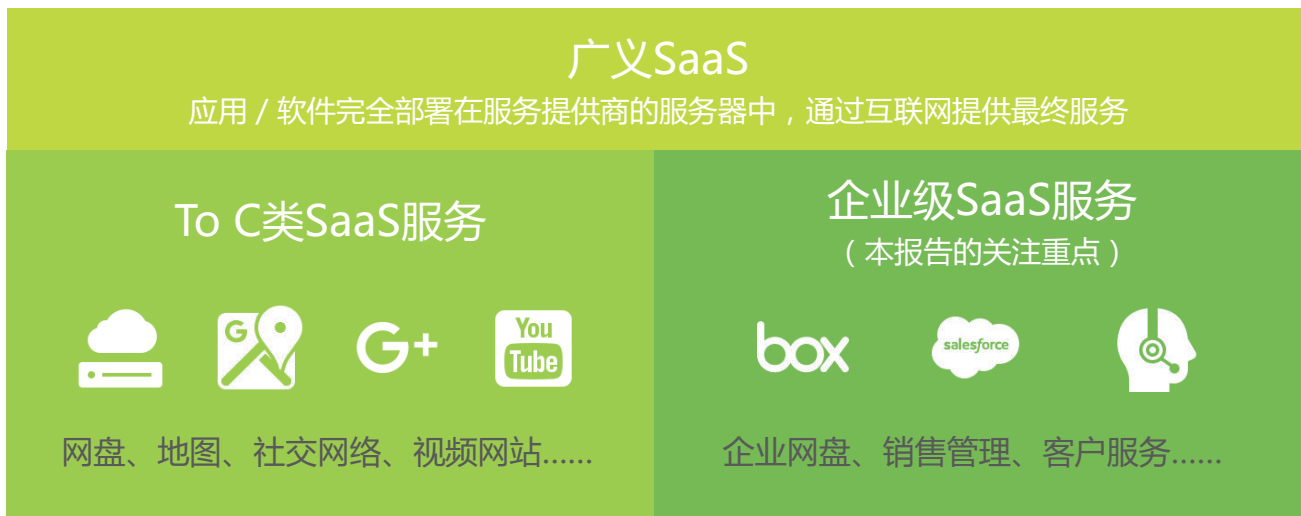 广义SaaS
应用 / 软件完全部署在服务提供商的服务器中，通过互联网提供最终服务
To C类SaaS服务
G
G+
You
Tube
网盘、地图、社交网络、视频网站……
企业级SaaS服务
（本报告的关注重点）
box
salesforce
企业网盘、销售管理、客户服务……